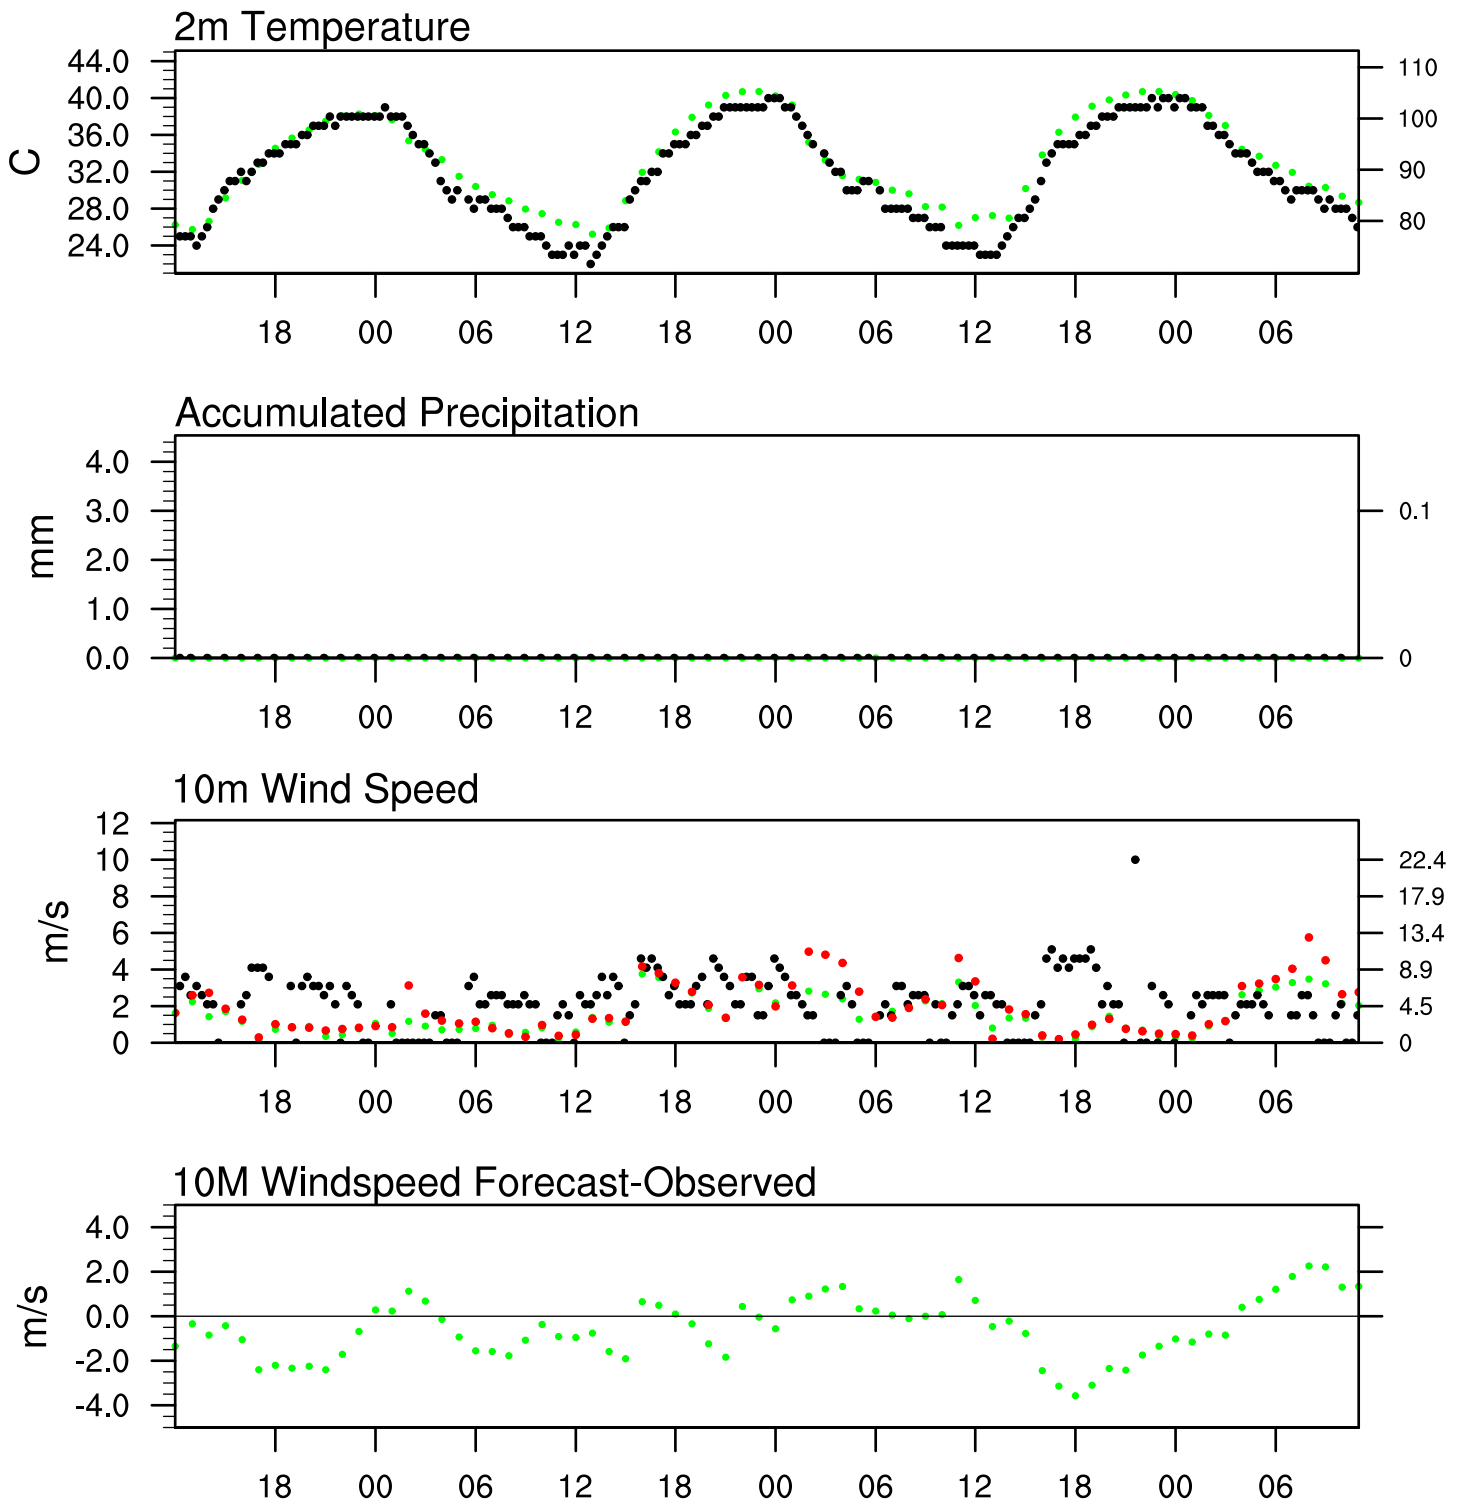 2m Temperature
44.0
40.0
36.0
32.0
28.0
24.0
C
110
100
90
80
18 00 06 12 18 00 06 12 18 00 06
Accumulated Precipitation
4.0
3.0
2.0
1.0
0.0
mm
0.1
0
18 00 06 12 18 00 06 12 18 00 06
10m Wind Speed
12
10
8
6
4
2
0
m/s
22.4
17.9
13.4
8.9
4.5
0
18 00 06 12 18 00 06 12 18 00 06
10M Windspeed Forecast-Observed
4.0
2.0
0.0
-2.0
-4.0
m/s
18 00 06 12 18 00 06 12 18 00 06